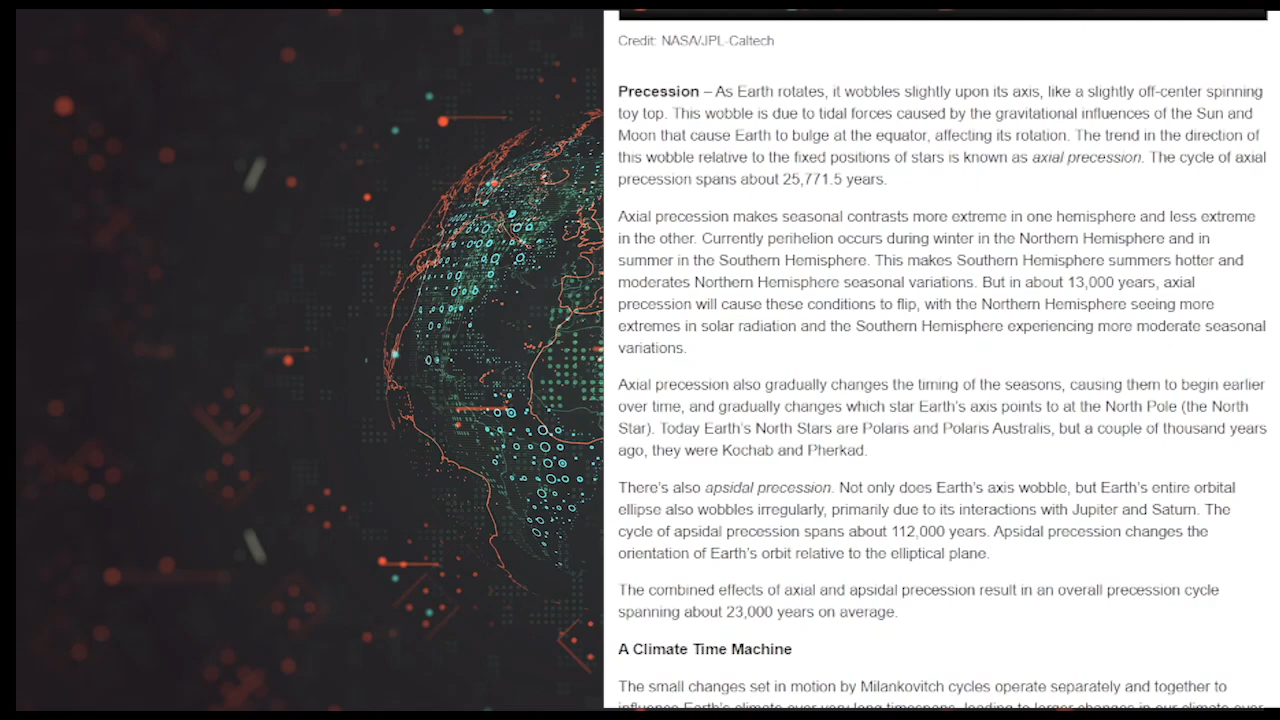 Credit: NASA/JPL-Caltech
Precession – As Earth rotates, it wobbles slightly upon its axis, like a slightly off-center spinning
toy top. This wobble is due to tidal forces caused by the gravitational influences of the Sun and
Moon that cause Earth to bulge at the equator, affecting its rotation. The trend in the direction of
this wobble relative to the fixed positions of stars is known as axial precession. The cycle of axial
precession spans about 25,771.5 years.
Axial precession makes seasonal contrasts more extreme in one hemisphere and less extreme
in the other. Currently perihelion occurs during winter in the Northern Hemisphere and in
summer in the Southern Hemisphere. This makes Southern Hemisphere summers hotter and
moderates Northern Hemisphere seasonal variations. But in about 13,000 years, axial
precession will cause these conditions to flip, with the Northern Hemisphere seeing more
extremes in solar radiation and the Southern Hemisphere experiencing more moderate seasonal
variations.
Axial precession also gradually changes the timing of the seasons, causing them to begin earlier
over time, and gradually changes which star Earth's axis points to at the North Pole (the North
Star). Today Earth's North Stars are Polaris and Polaris Australis, but a couple of thousand years
ago, they were Kochab and Pherkad.
There's also apsidal precession. Not only does Earth's axis wobble, but Earth's entire orbital
ellipse also wobbles irregularly, primarily due to its interactions with Jupiter and Saturn. The
cycle of apsidal precession spans about 112,000 years. Apsidal precession changes the
orientation of Earth's orbit relative to the elliptical plane.
The combined effects of axial and apsidal precession result in an overall precession cycle
spanning about 23,000 years on average.
A Climate Time Machine
The small changes set in motion by Milankovitch cycles operate separately and together to
influence Earth's climate over very long timespans, leading to larger changes in our climate over